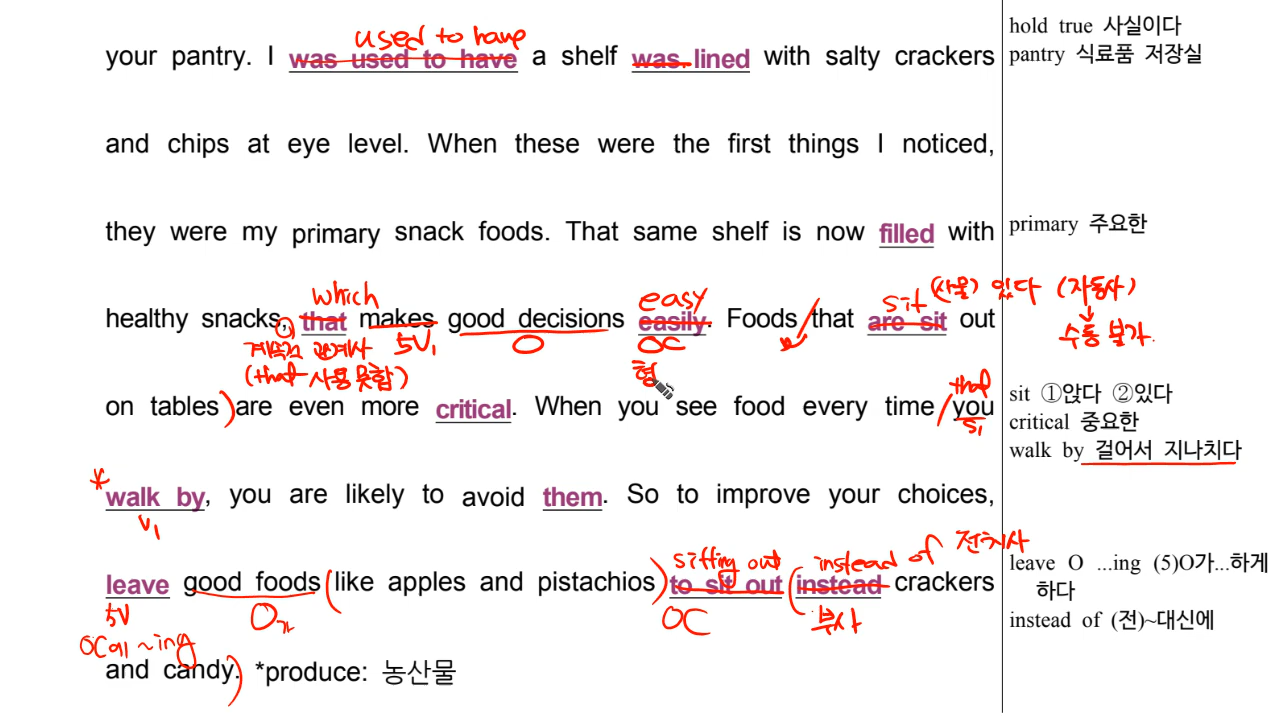 used to have
your pantry. I was used to have a shelf was lined with salty crackers
and chips at eye level. When these were the first things I noticed,
they were my primary snack foods. That same shelf is now filled with
which
easy
sit
(사물) 있다 (자동사)
수동 불가
healthy snacks, that makes good decisions easily. Foods that are sit out
계속적 관계사
(that 사용 못함)
5V₁
O
OC
형
that
on tables) are even more critical. When you see food every time you
S₁
* walk by, you are likely to avoid them. So to improve your choices,
V₁
sitting out
instead of 전치사
leave good foods (like apples and pistachios) to sit out (instead crackers
5V
O가
OC
부사
OC에 ~ing
and candy.) *produce: 농산물
hold true 사실이다
pantry 식료품 저장실
primary 주요한
sit ①앉다 ②있다
critical 중요한
walk by 걸어서 지나치다
leave O ...ing (5)O가...하게
하다
instead of (전)~대신에